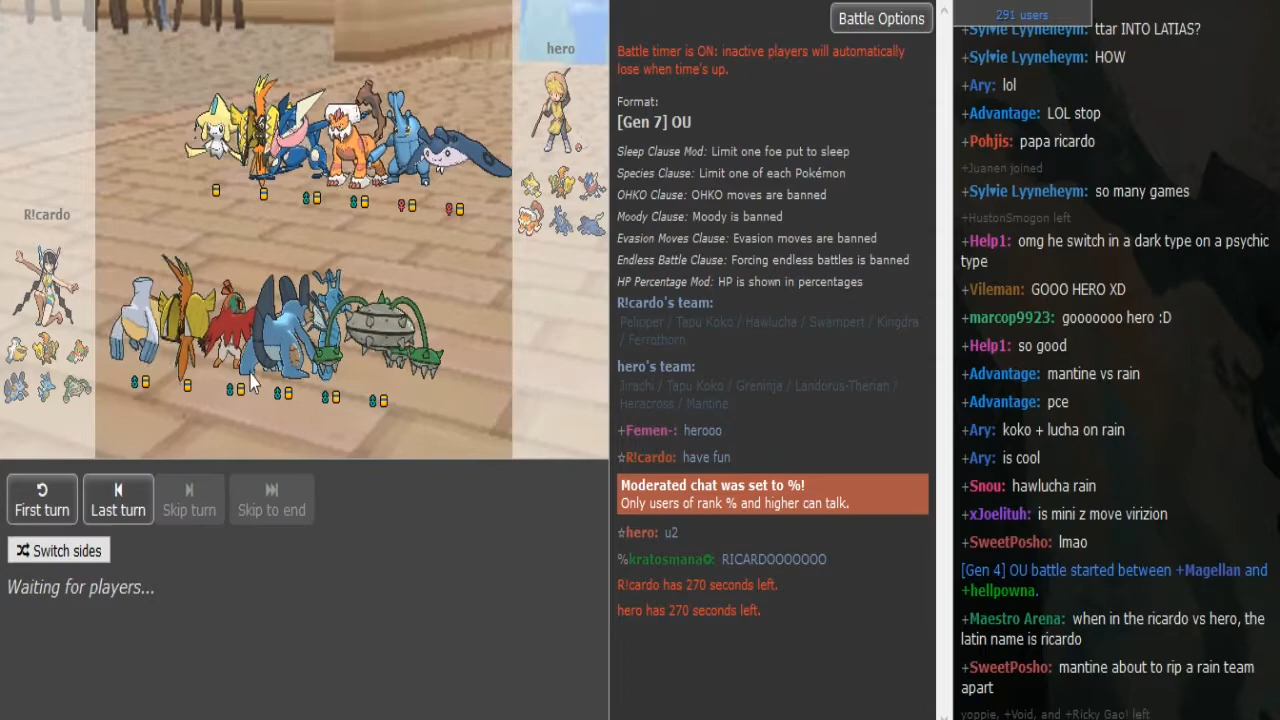 hero
R!cardo
First turn
Last turn
Skip turn
Skip to end
Switch sides
Waiting for players...
Battle Options
Battle timer is ON: inactive players will automatically
lose when time's up.
Format:
[Gen 7] OU
Sleep Clause Mod: Limit one foe put to sleep
Species Clause: Limit one of each Pokémon
OHKO Clause: OHKO moves are banned
Moody Clause: Moody is banned
Evasion Moves Clause: Evasion moves are banned
Endless Battle Clause: Forcing endless battles is banned
HP Percentage Mod: HP is shown in percentages
R!cardo's team:
Pelipper / Tapu Koko / Hawlucha / Swampert / Kingdra
/ Ferrothorn
hero's team:
Jirachi / Tapu Koko / Greninja / Landorus-Therian /
Heracross / Mantine
+Femen-: herooo
☆R!cardo: have fun
Moderated chat was set to %!
Only users of rank % and higher can talk.
☆hero: u2
%kratosmana✪: RICARDOOOOOOO
R!cardo has 270 seconds left.
hero has 270 seconds left.
291 users
+Syl♥ie Lyyneheym: ttar INTO LATIAS?
+Syl♥ie Lyyneheym: HOW
+Ary: lol
+Advantage: LOL stop
+Pohjis: papa ricardo
+Juanen joined
+Syl♥ie Lyyneheym: so many games
+HustonSmogon left
+Help1: omg he switch in a dark type on a psychic
type
+Vileman: GOOO HERO XD
+marcop9923: gooooooo hero :D
+Help1: so good
+Advantage: mantine vs rain
+Advantage: pce
+Ary: koko + lucha on rain
+Ary: is cool
+Snou: hawlucha rain
+xJoelituh: is mini z move virizion
+SweetPosho: lmao
[Gen 4] OU battle started between +Magellan and
+hellpowna.
+Maestro Arena: when in the ricardo vs hero, the
latin name is ricardo
+SweetPosho: mantine about to rip a rain team
apart
yoppie, +Void, and +Ricky Gao! left